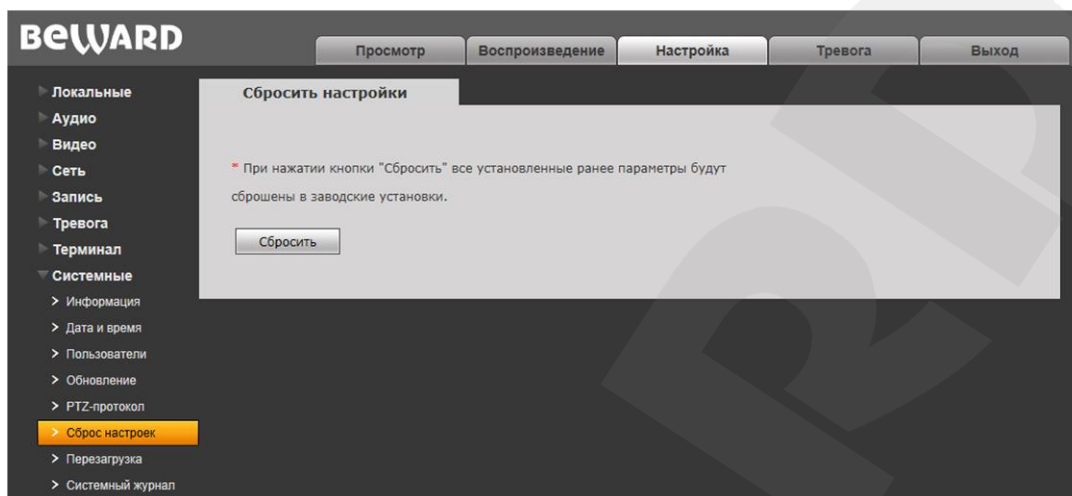 BEWARD
Просмотр
Воспроизведение
Настройка
Тревога
Выход
Локальные
Аудио
Видео
Сеть
Запись
Тревога
Терминал
Системные
Информация
Дата и время
Пользователи
Обновление
PTZ-протокол
Сброс настроек
Перезагрузка
Системный журнал
Сбросить настройки
* При нажатии кнопки "Сбросить" все установленные ранее параметры будут
сброшены в заводские установки.
Сбросить